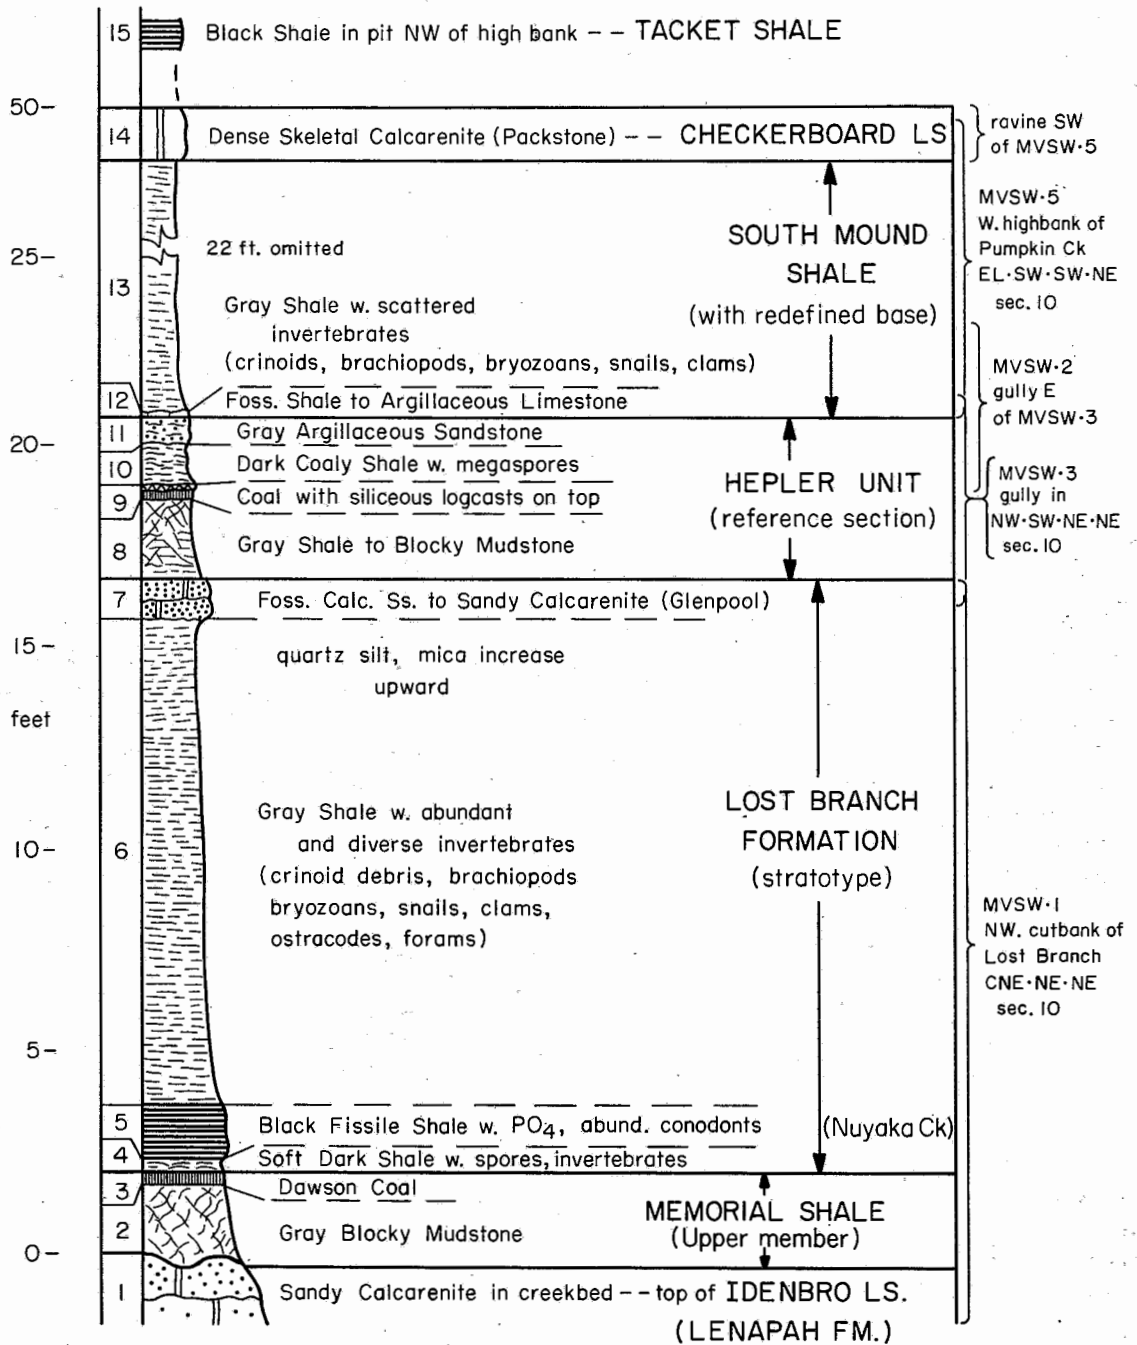 15 Black Shale in pit NW of high bank -- TACKET SHALE
50-
14 Dense Skeletal Calcarenite (Packstone) -- CHECKERBOARD LS
ravine SW
of MVSW·5
MVSW·5
W. highbank of
Pumpkin Ck
EL·SW·SW·NE
sec. 10
SOUTH MOUND
SHALE
(with redefined base)
25-
22 ft. omitted
13
Gray Shale w. scattered
invertebrates
(crinoids, brachiopods, bryozoans, snails, clams)
MVSW·2
gully E
of MVSW·3
12 Foss. Shale to Argillaceous Limestone
11 Gray Argillaceous Sandstone
20-
10 Dark Coaly Shale w. megaspores
9 Coal with siliceous logcasts on top
HEPLER UNIT
(reference section)
MVSW·3
gully in
NW·SW·NE·NE
sec. 10
8 Gray Shale to Blocky Mudstone
7 Foss. Calc. Ss. to Sandy Calcarenite (Glenpool)
15-
quartz silt, mica increase
upward
feet
LOST BRANCH
FORMATION
(stratotype)
10-
6
Gray Shale w. abundant
and diverse invertebrates
(crinoid debris, brachiopods
bryozoans, snails, clams,
ostracodes, forams)
MVSW·1
NW. cutbank of
Lost Branch
CNE·NE·NE
sec. 10
5-
5 Black Fissile Shale w. PO4, abund. conodonts (Nuyaka Ck)
4 Soft Dark Shale w. spores, invertebrates
3 Dawson Coal
2 Gray Blocky Mudstone
MEMORIAL SHALE
(Upper member)
0-
1 Sandy Calcarenite in creekbed -- top of IDENBRO LS.
(LENAPAH FM.)